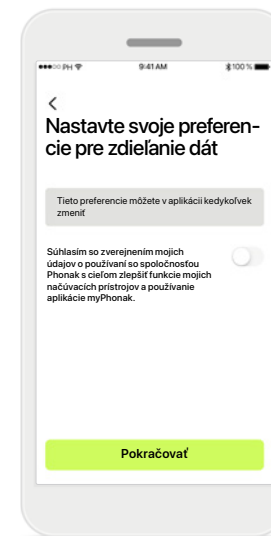 PH 9:41 AM 100 %
Nastavte svoje preferen-
cie pre zdieľanie dát
Tieto preferencie môžete v aplikácii kedykoľvek
zmeniť
Súhlasím so zverejnením mojich
údajov o používaní so spoločnosťou
Phonak s cieľom zlepšiť funkcie mojich
načúvacích prístrojov a používanie
aplikácie myPhonak.
Pokračovať